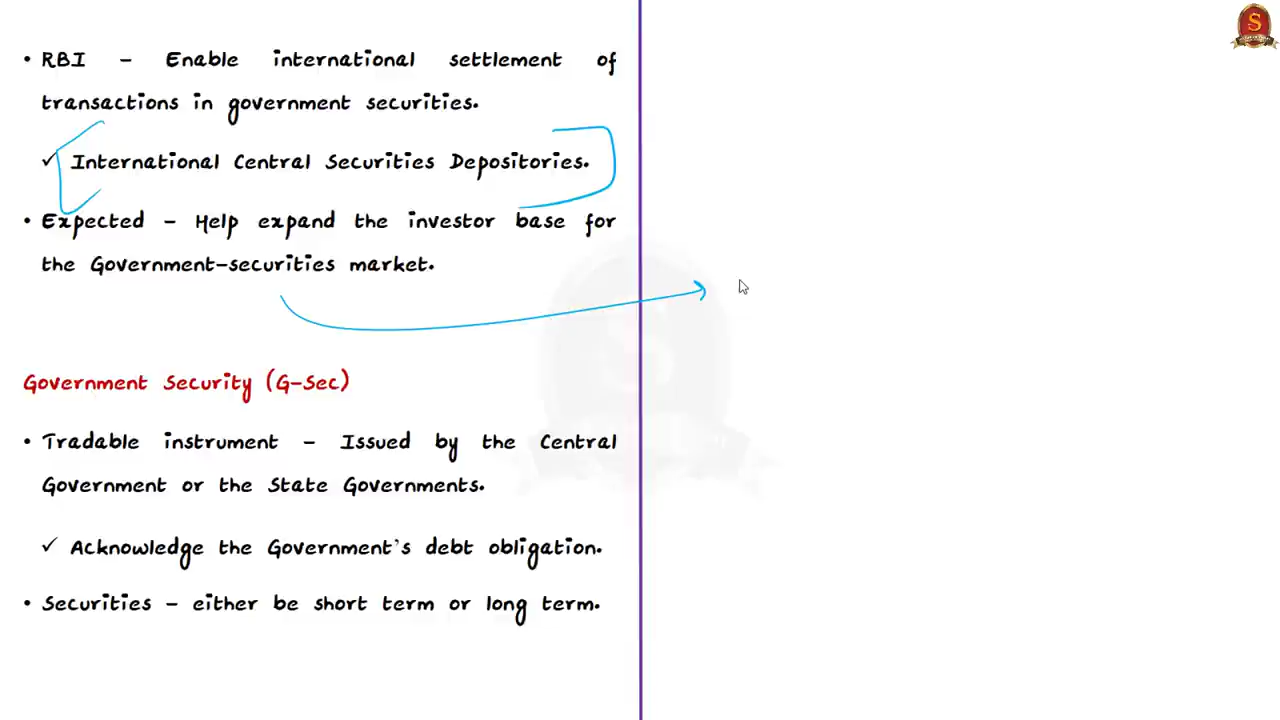 • RBI – Enable international settlement of
transactions in government securities.
✓ International Central Securities Depositories.
• Expected – Help expand the investor base for
the Government-securities market.
Government Security (G-Sec)
• Tradable instrument – Issued by the Central
Government or the State Governments.
✓ Acknowledge the Government's debt obligation.
• Securities – either be short term or long term.
S